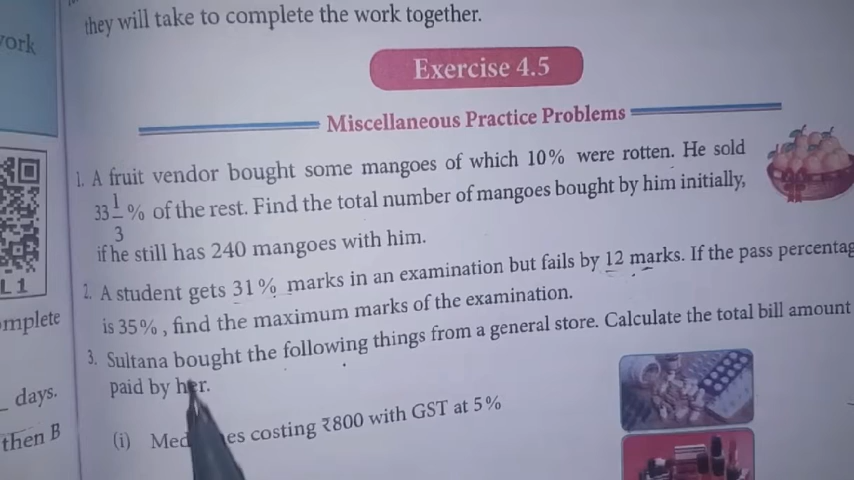 they will take to complete the work together.
ork
Exercise 4.5
Miscellaneous Practice Problems
1. A fruit vendor bought some mangoes of which 10% were rotten. He sold
33 1/3 % of the rest. Find the total number of mangoes bought by him initially,
if he still has 240 mangoes with him.
2. A student gets 31% marks in an examination but fails by 12 marks. If the pass percentag
is 35%, find the maximum marks of the examination.
3. Sultana bought the following things from a general store. Calculate the total bill amount
paid by her.
(i) Med es costing ₹800 with GST at 5%
L 1
mplete
days.
then B